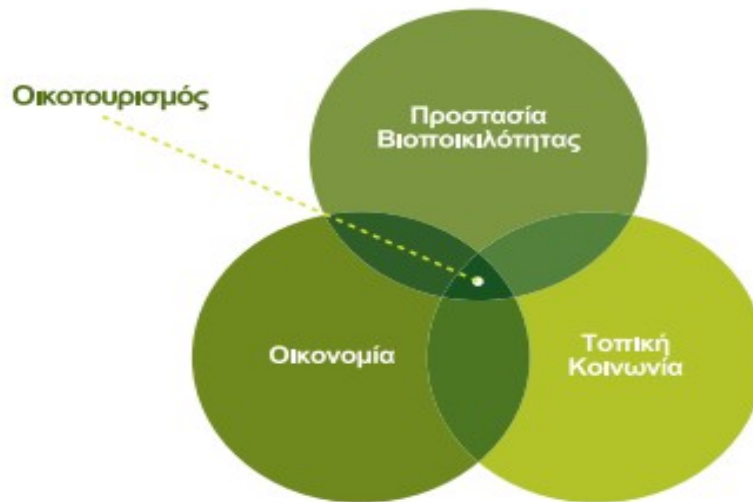 Οικοτουρισμός
Προστασία
Βιοποικιλότητας
Οικονομία
Τοπική
Κοινωνία